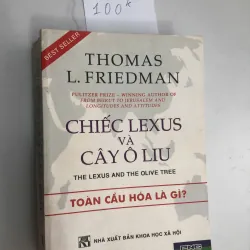 100k
BEST SELLER
THOMAS
L. FRIEDMAN
PULITZER PRIZE - WINNING AUTHOR OF
FROM BEIRUT TO JERUSALEM AND
LONGITUDES AND ATTITUDES
CHIẾC LEXUS
VÀ
CÂY Ô LIU
THE LEXUS AND THE OLIVE TREE
TOÀN CẦU HÓA LÀ GÌ?
NHÀ XUẤT BẢN KHOA HỌC XÃ HỘI